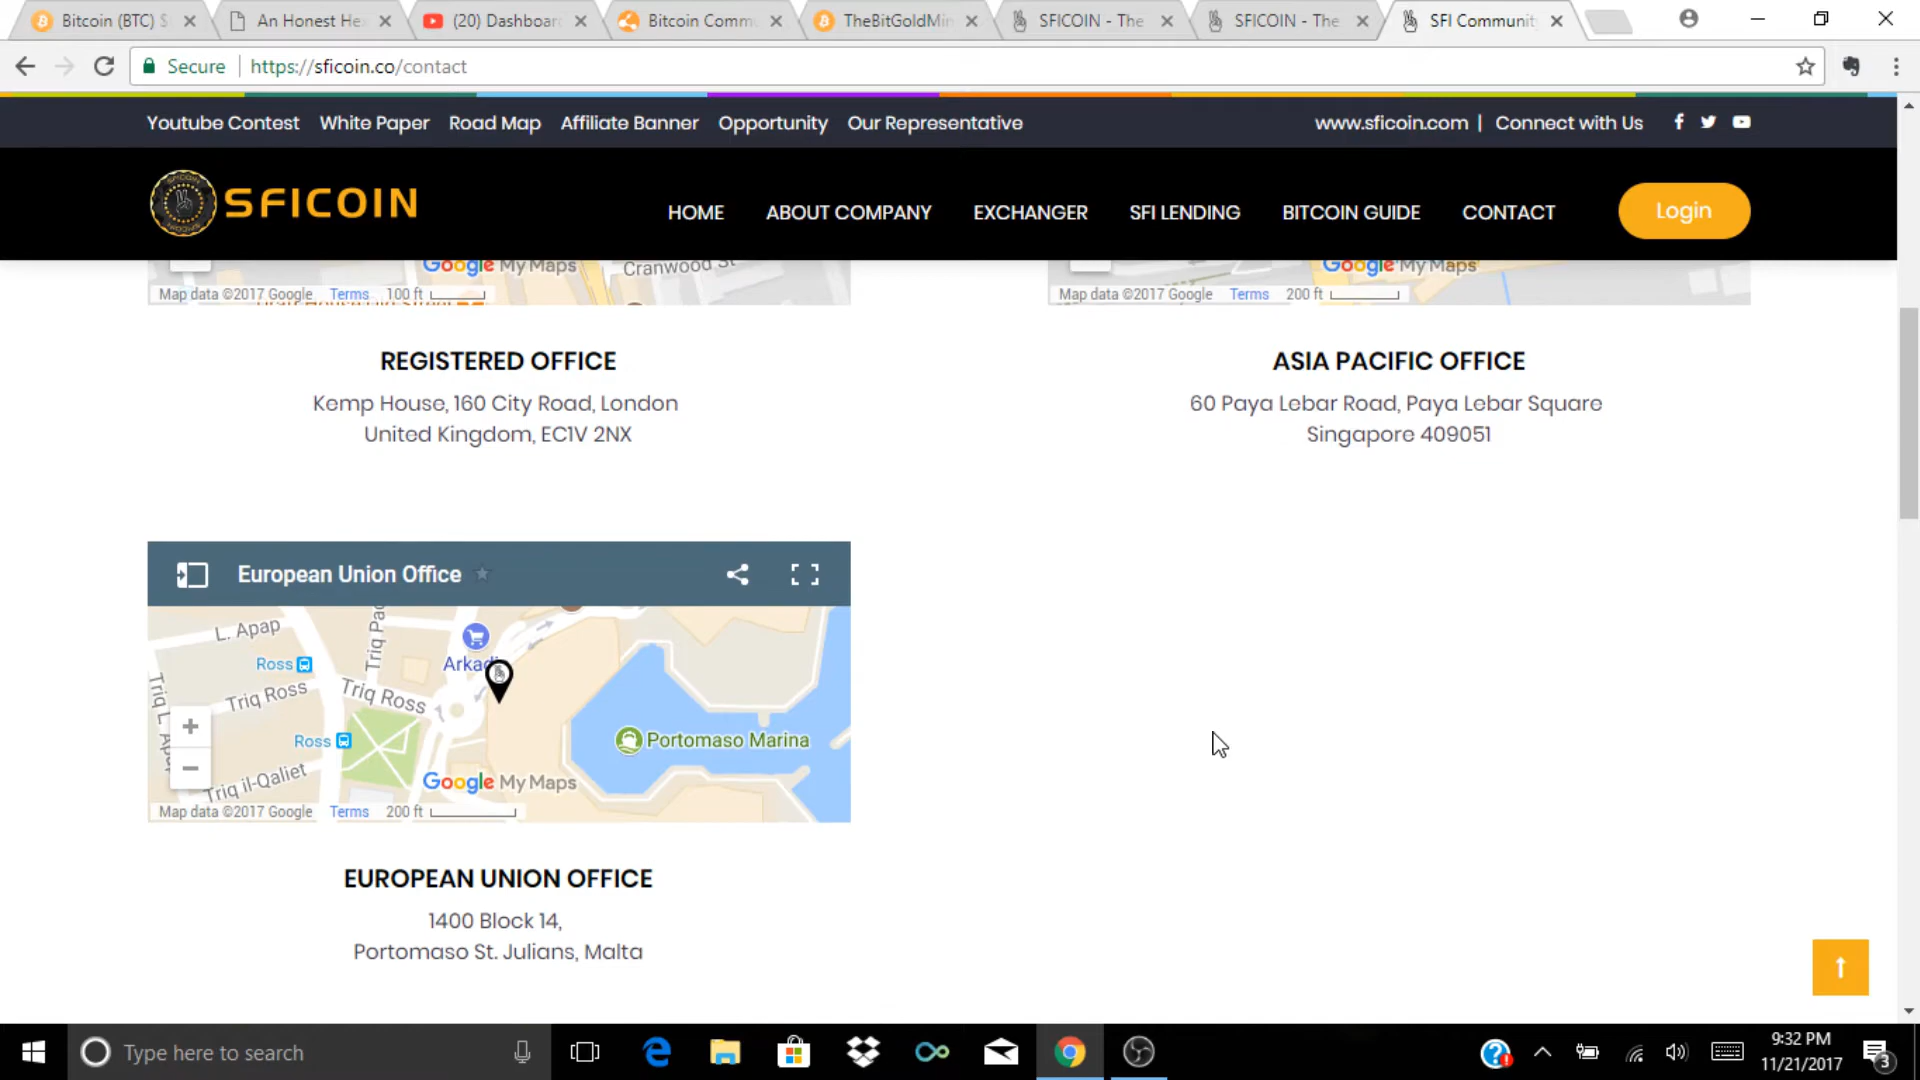 Bitcoin (BTC) $
An Honest He
(20) Dashboar
Bitcoin Comm
TheBitGoldMin
SFICOIN - The
SFICOIN - The
SFI Communit
Secure
https://sficoin.co/contact
Youtube Contest
White Paper
Road Map
Affiliate Banner
Opportunity
Our Representative
www.sficoin.com |
Connect with Us
SFICOIN
HOME
ABOUT COMPANY
EXCHANGER
SFI LENDING
BITCOIN GUIDE
CONTACT
Login
Google My Maps
Cranwood St
Map data ©2017 Google
Terms
100 ft
Google My Maps
Map data ©2017 Google
Terms
200 ft
REGISTERED OFFICE
Kemp House, 160 City Road, London
United Kingdom, EC1V 2NX
ASIA PACIFIC OFFICE
60 Paya Lebar Road, Paya Lebar Square
Singapore 409051
European Union Office
L. Apap
Triq Pac
Arkadi
Ross
Triq Ross
Triq Ross
Triq L. Ap
Ross
Portomaso Marina
Triq il-Qaliet
Google My Maps
Map data ©2017 Google
Terms
200 ft
EUROPEAN UNION OFFICE
1400 Block 14,
Portomaso St. Julians, Malta
Type here to search
9:32 PM
11/21/2017
3